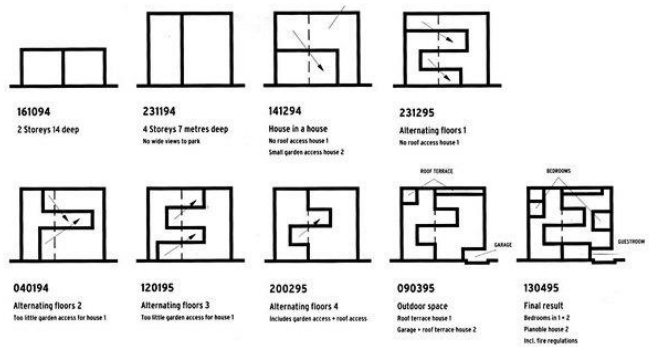 161094
2 Storeys 14 deep
231194
4 Storeys 7 metres deep
No wide views to park
141294
House in a house
No roof access house 1
Small garden access house 2
231295
Alternating floors 1
No roof access house 1
040194
Alternating floors 2
Too little garden access for house 1
120195
Alternating floors 3
Too little garden access for house 1
200295
Alternating floors 4
Includes garden access + roof access
ROOF TERRACE
GARAGE
090395
Outdoor space
Roof terrace house 1
Garage + roof terrace house 2
BEDROOMS
GUESTROOM
130495
Final result
Bedrooms in 1 + 2
Pianoble house 2
Incl. fire regulations